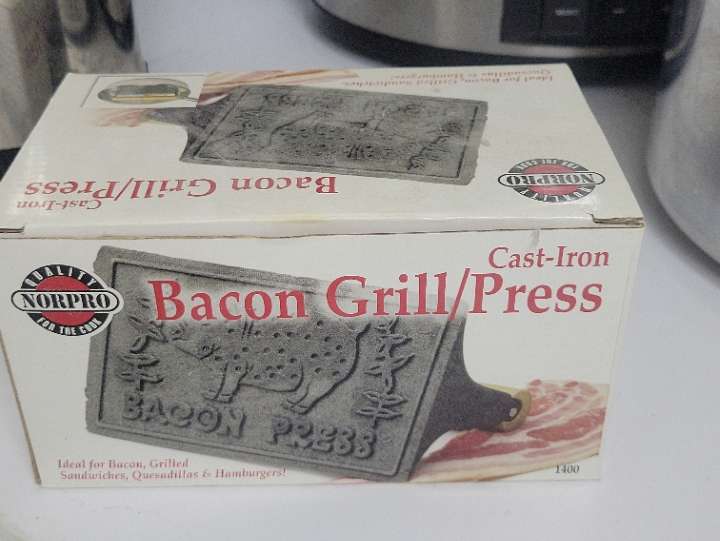 Ideal for Bacon, Grilled Sandwiches,
Quesadillas & Hamburgers!
NORPRO
QUALITY
FOR THE COOK
Cast-Iron
Bacon Grill/Press
QUALITY
NORPRO
FOR THE COOK
Cast-Iron
Bacon Grill/Press
BACON PRESS
Ideal for Bacon, Grilled
Sandwiches, Quesadillas & Hamburgers!
1400